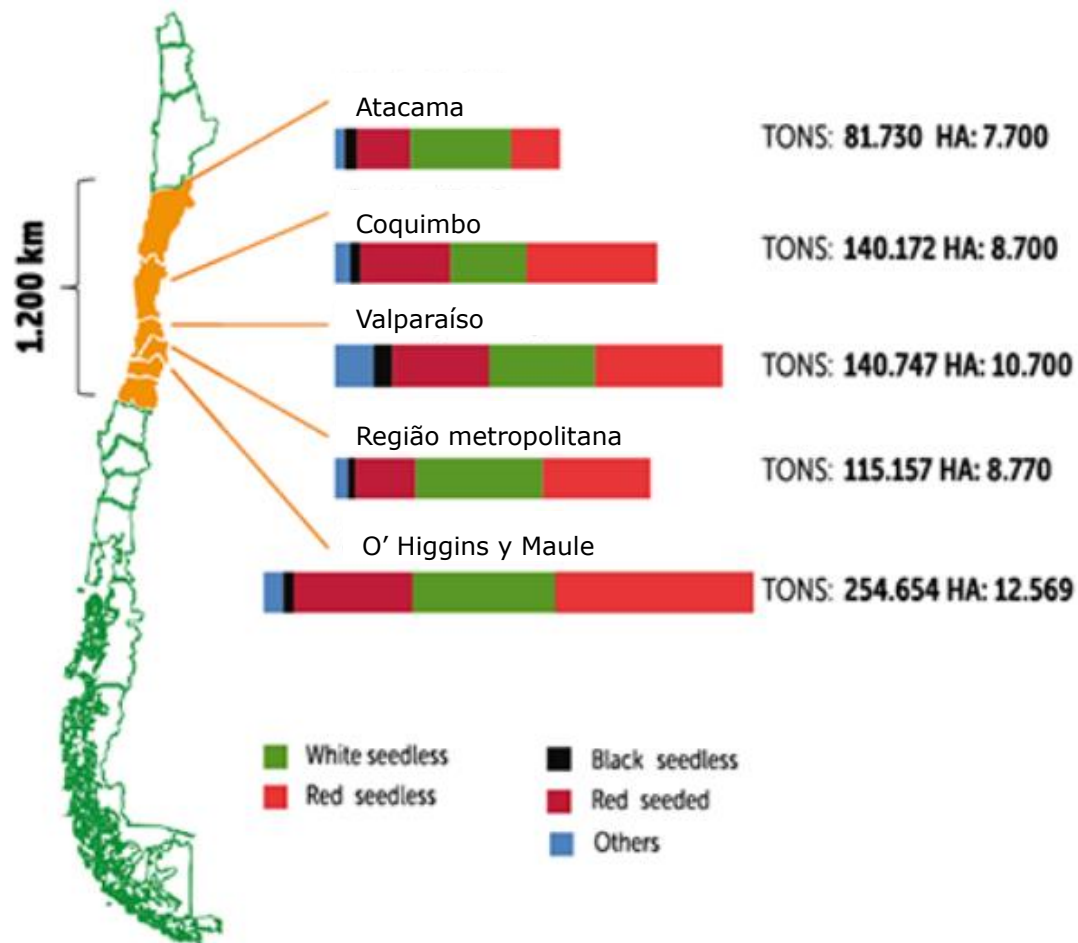 1.200 km
Atacama
TONS: 81.730 HA: 7.700
Coquimbo
TONS: 140.172 HA: 8.700
Valparaíso
TONS: 140.747 HA: 10.700
Região metropolitana
TONS: 115.157 HA: 8.770
O' Higgins y Maule
TONS: 254.654 HA: 12.569
White seedless
Red seedless
Black seedless
Red seeded
Others